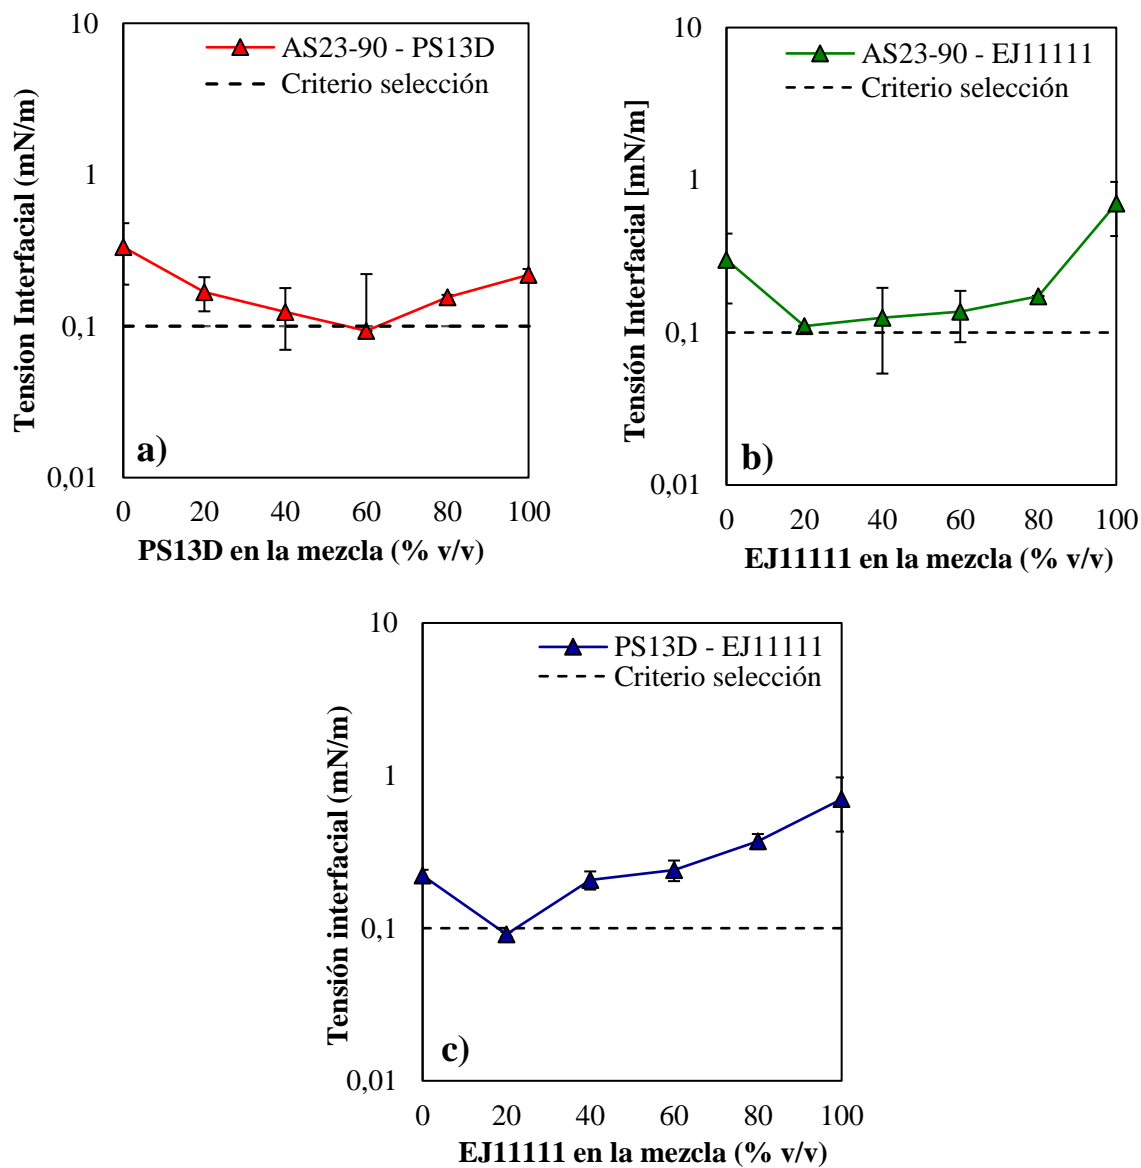 10
1
0,1
0,01
Tensión Interfacial (mN/m)
AS23-90 - PS13D
Criterio selección
a)
0 20 40 60 80 100
PS13D en la mezcla (% v/v)
10
1
0,1
0,01
Tensión Interfacial [mN/m]
AS23-90 - EJ11111
Criterio selección
b)
0 20 40 60 80 100
EJ11111 en la mezcla (% v/v)
10
1
0,1
0,01
Tensión interfacial (mN/m)
PS13D - EJ11111
Criterio selección
c)
0 20 40 60 80 100
EJ11111 en la mezcla (% v/v)